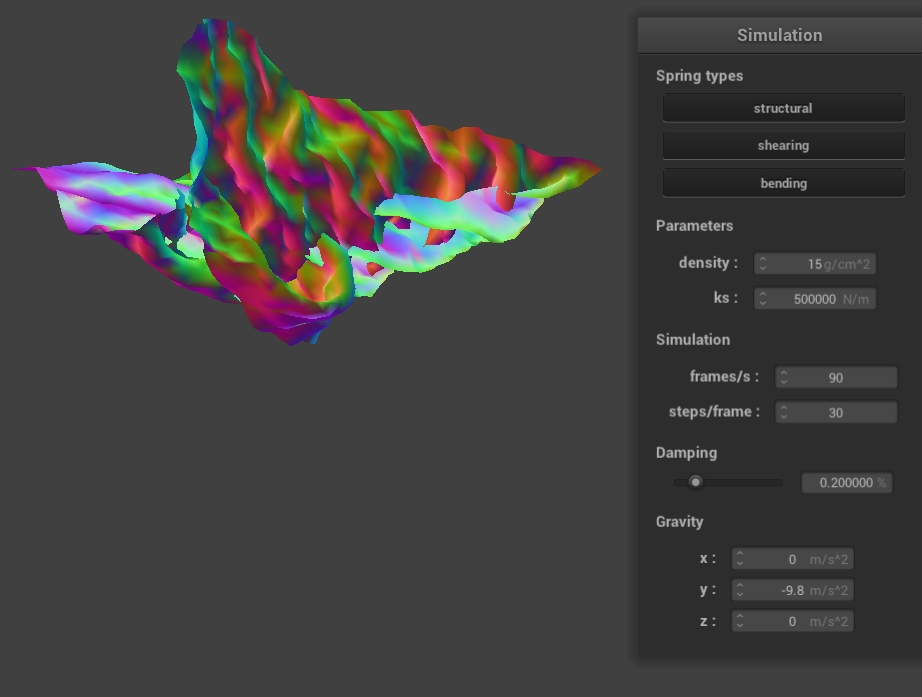 Simulation
Spring types
structural
shearing
bending
Parameters
density : 15 g/cm^2
ks : 500000 N/m
Simulation
frames/s : 90
steps/frame : 30
Damping
0.200000 %
Gravity
x : 0 m/s^2
y : -9.8 m/s^2
z : 0 m/s^2